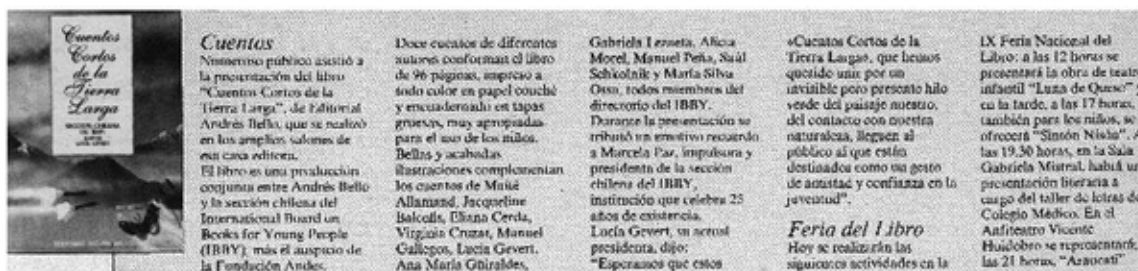 Cuentos
Cortos
de la
Tierra
Larga
Cuentos
Numeroso público asistió a
la presentación del libro
"Cuentos Cortos de la
Tierra Larga", de Editorial
Andrés Bello, que se realizó
en los amplios salones de
esa casa editora.
El libro es una producción
conjunta entre Andrés Bello
y la sección chilena del
International Board on
Books for Young People
(IBBY), más el auspicio de
la Fundación Andes.
Doce cuentos de diferentes
autores conforman el libro
de 96 páginas, impreso a
todo color en papel couché
y encuadernado en tapas
gruesas, muy apropiadas
para el uso de los niños.
Bellas y acabadas
ilustraciones complementan
los cuentos de Maité
Allamand, Jacqueline
Balcells, Eliana Cerda,
Virginia Cruzat, Manuel
Gallegos, Lucía Gevert,
Ana María Güiraldes,
Gabriela Lezaeta, Alicia
Morel, Manuel Peña, Saúl
Schkolnik y María Silva
Ossa, todos miembros del
directorio del IBBY.
Durante la presentación se
tributó un emotivo recuerdo
a Marcela Paz, impulsora y
presidenta de la sección
chilena del IBBY,
institución que celebra 25
años de existencia.
Lucía Gevert, su actual
presidenta, dijo:
"Esperamos que estos
«Cuentos Cortos de la
Tierra Larga», que hemos
querido unir por un
invisible pero presente hilo
verde del paisaje nuestro,
del contacto con nuestra
naturaleza, lleguen al
público al que están
destinados como un gesto
de amistad y confianza en la
juventud".
Feria del Libro
Hoy se realizarán las
siguientes actividades en la
IX Feria Nacional del
Libro: a las 12 horas se
presentará la obra de teatro
infantil "Luna de Queso"
en la tarde, a las 17 horas,
también para los niños, se
ofrecerá "Simón Nisha".
las 19.30 horas, en la Sala
Gabriela Mistral, habrá
presentación literaria a
cargo del taller de letras de
Colegio Médico. En el
Anfiteatro Vicente
Huidobro se representará,
las 21 horas, "Araucati"